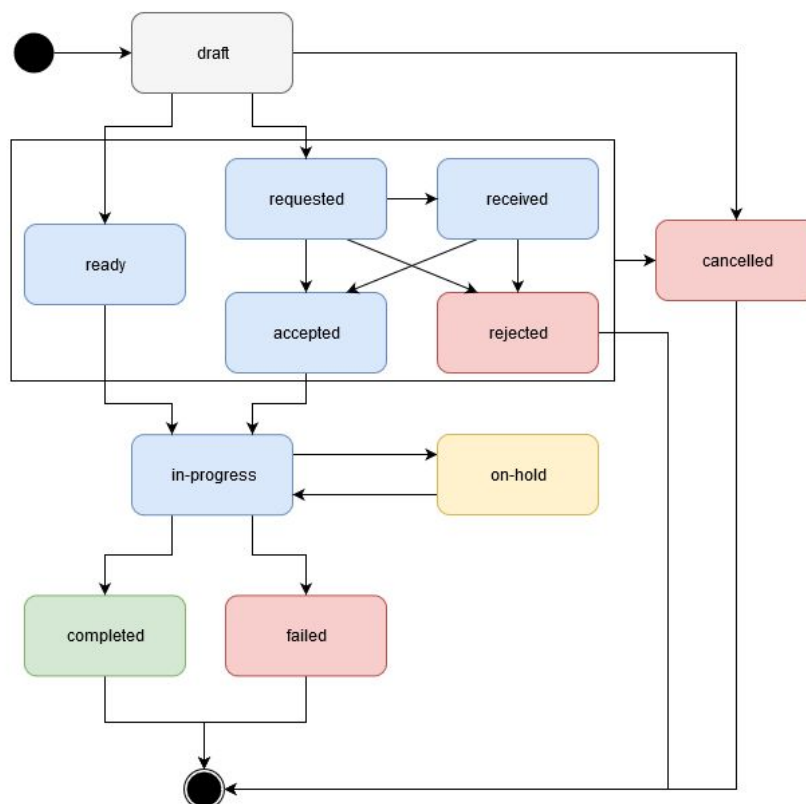 draft
requested
received
ready
cancelled
accepted
rejected
in-progress
on-hold
completed
failed